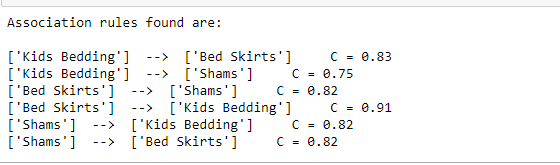 Association rules found are:
['Kids Bedding'] --> ['Bed Skirts'] C = 0.83
['Kids Bedding'] --> ['Shams'] C = 0.75
['Bed Skirts'] --> ['Shams'] C = 0.82
['Bed Skirts'] --> ['Kids Bedding'] C = 0.91
['Shams'] --> ['Kids Bedding'] C = 0.82
['Shams'] --> ['Bed Skirts'] C = 0.82